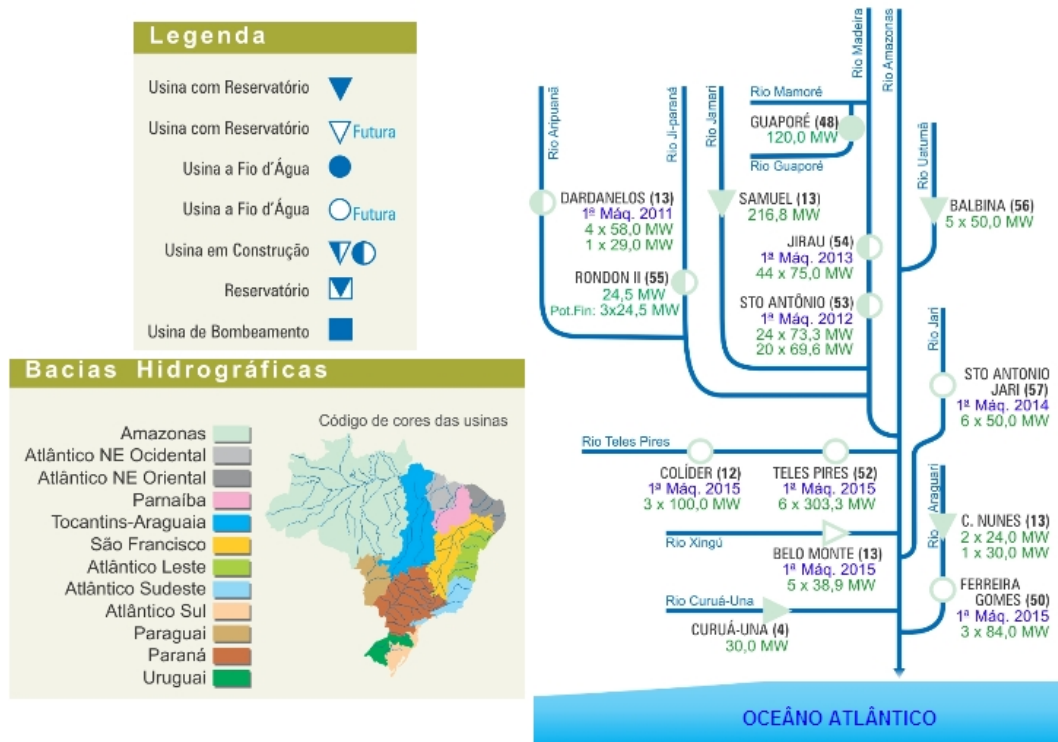 Legenda
Usina com Reservatório
Usina com Reservatório Futura
Usina a Fio d´Água
Usina a Fio d´Água Futura
Usina em Construção
Reservatório
Usina de Bombeamento
Bacias Hidrográficas
Código de cores das usinas
Amazonas
Atlântico NE Ocidental
Atlântico NE Oriental
Parnaíba
Tocantins-Araguaia
São Francisco
Atlântico Leste
Atlântico Sudeste
Atlântico Sul
Paraguai
Paraná
Uruguai
Rio Madeira
Rio Amazonas
Rio Mamoré
GUAPORÉ (48)
120,0 MW
Rio Guaporé
Rio Aripuanã
Rio Ji-paraná
Rio Jamari
Rio Uatumã
DARDANELOS (13)
1ª Máq. 2011
4 x 58,0 MW
1 x 29,0 MW
SAMUEL (13)
216,8 MW
BALBINA (56)
5 x 50,0 MW
JIRAU (54)
1ª Máq. 2013
44 x 75,0 MW
RONDON II (55)
24,5 MW
Pot.Fin: 3x24,5 MW
STO ANTÔNIO (53)
1ª Máq. 2012
24 x 73,3 MW
20 x 69,6 MW
Rio Jari
STO ANTONIO
JARI (57)
1ª Máq. 2014
6 x 50,0 MW
Rio Teles Pires
COLÍDER (12)
1ª Máq. 2015
3 x 100,0 MW
TELES PIRES (52)
1ª Máq. 2015
6 x 303,3 MW
Rio Araguari
C. NUNES (13)
2 x 24,0 MW
1 x 30,0 MW
Rio Xingú
BELO MONTE (13)
1ª Máq. 2015
5 x 38,9 MW
FERREIRA
GOMES (50)
1ª Máq. 2015
3 x 84,0 MW
Rio Curuá-Una
CURUÁ-UNA (4)
30,0 MW
OCEÂNO ATLÂNTICO